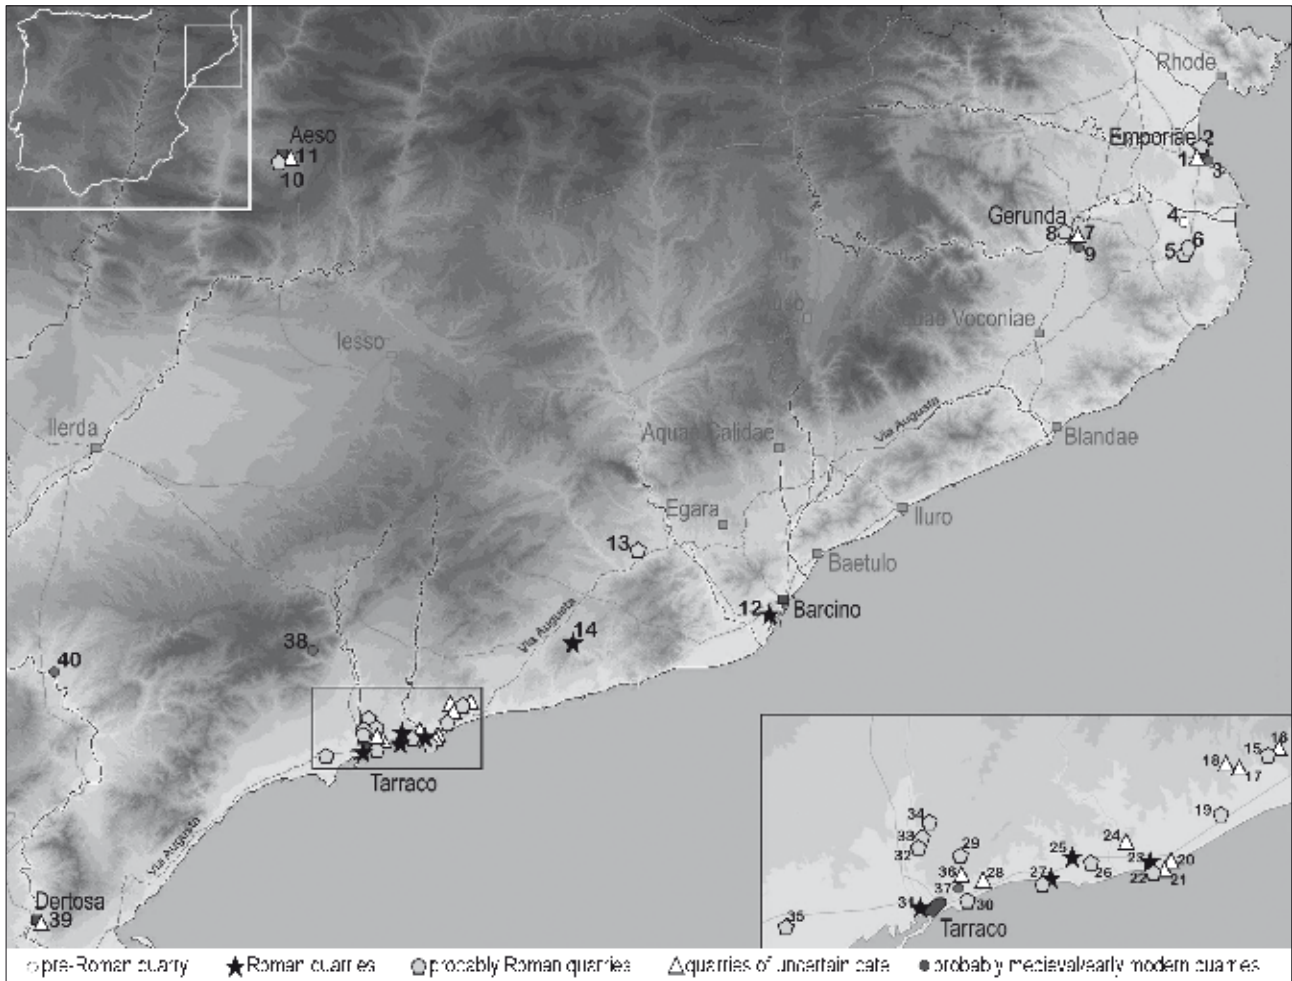 Rhode
Aeso
11
10
Emporiae 2
1
3
Gerunda
4
8
7
9
6
5
Iesso
Voconiae
Ilerda
Via Augusta
Aquae Calidae
Blandae
Egara
Iluro
13
Baetulo
12
Barcino
Via Augusta
14
38
40
Tarraco
Via Augusta
Dertosa
39
16
15
18
17
19
34
33
32
29
24
25
23
20
26
22
21
36
28
27
37
31
30
35
Tarraco
pre-Roman quarry
Roman quarries
probably Roman quarries
quarries of uncertain date
probably medieval/early modern quarries